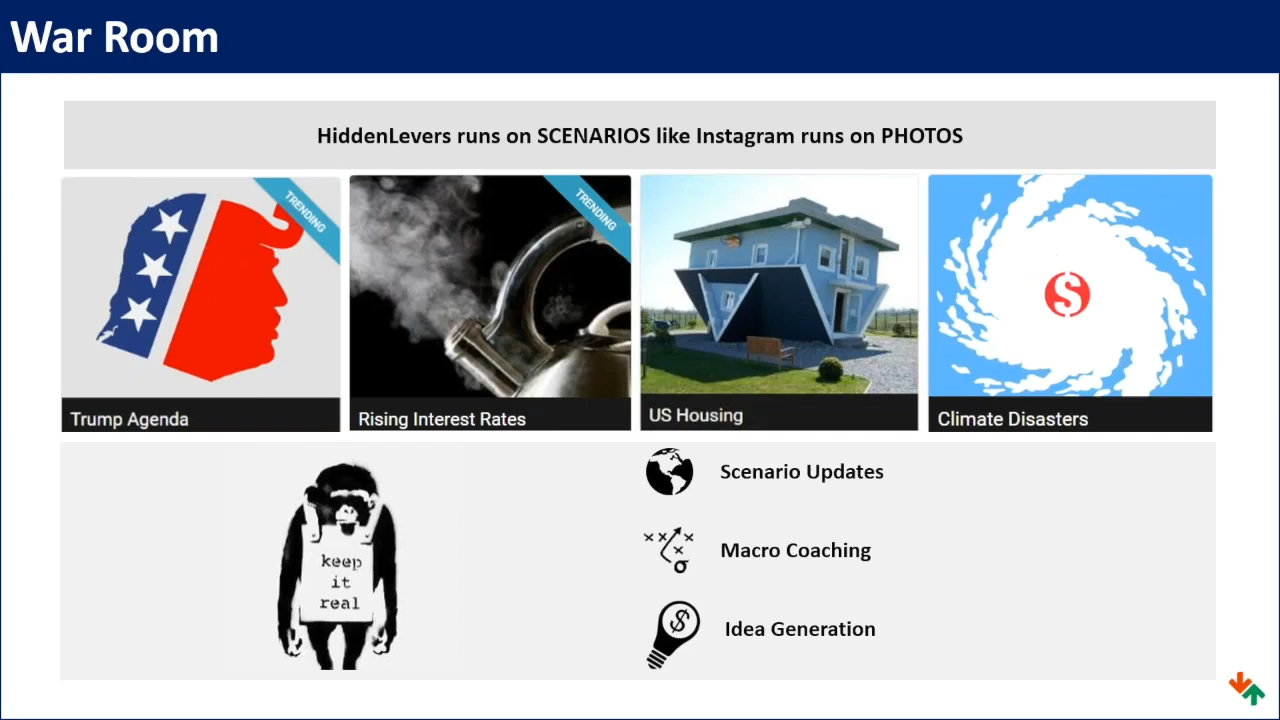 War Room
HiddenLevers runs on SCENARIOS like Instagram runs on PHOTOS
TRENDING
TRENDING
Trump Agenda
Rising Interest Rates
US Housing
Climate Disasters
keep
it
real
Scenario Updates
Macro Coaching
Idea Generation